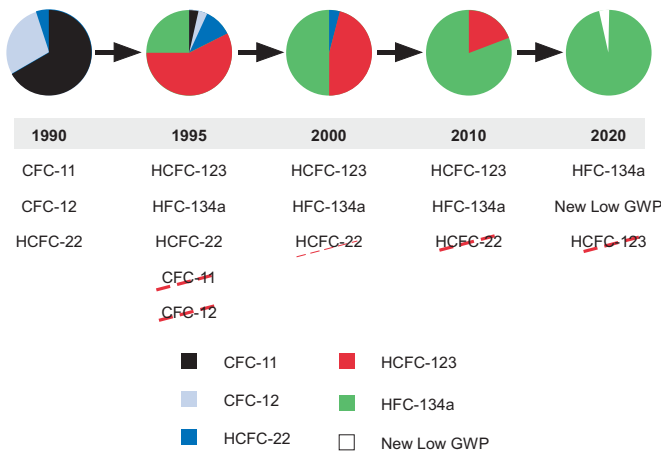 1990 1995 2000 2010 2020
CFC-11 HCFC-123 HCFC-123 HCFC-123 HFC-134a
CFC-12 HFC-134a HFC-134a HFC-134a New Low GWP
HCFC-22 HCFC-22 HCFC-22 HCFC-22 HCFC-123
CFC-11
CFC-12
CFC-11 HCFC-123
CFC-12 HFC-134a
HCFC-22 New Low GWP